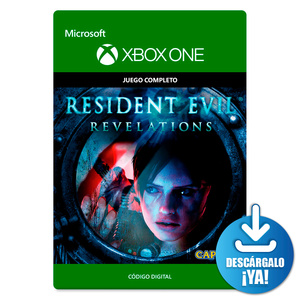 Microsoft
XBOX ONE
JUEGO COMPLETO
RESIDENT EVIL
REVELATIONS
CÓDIGO DIGITAL
DESCÁRGALO
¡YA!